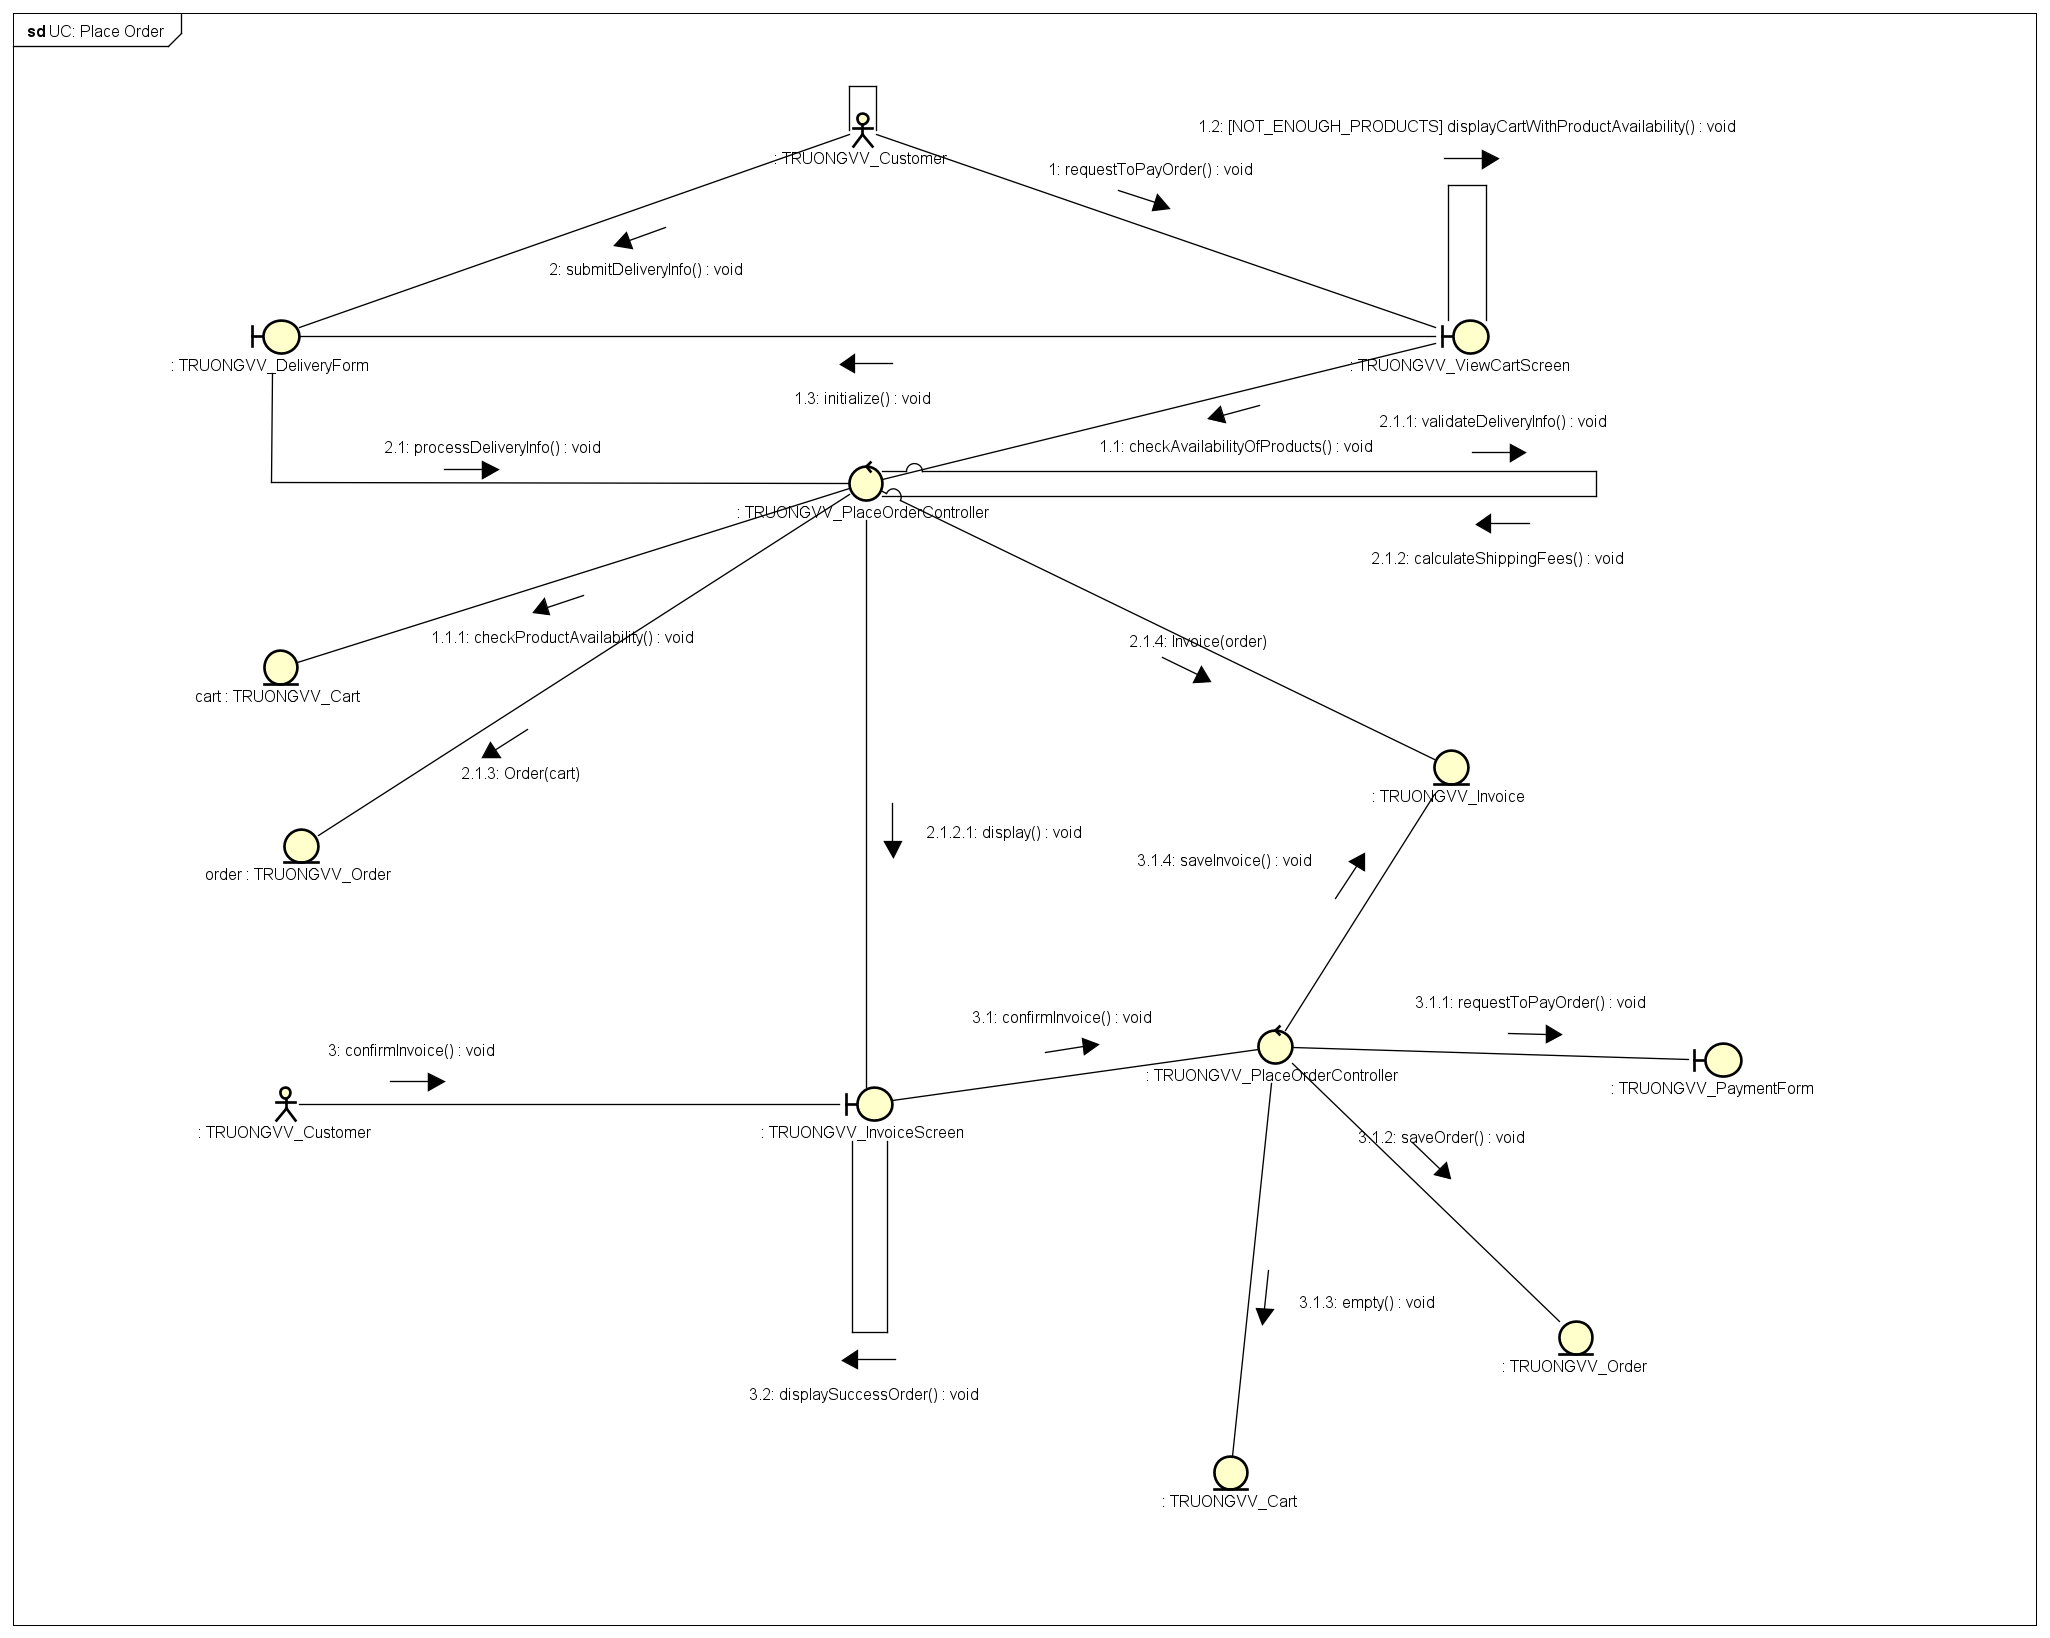 sd UC: Place Order
1.2: [NOT_ENOUGH_PRODUCTS] displayCartWithProductAvailability() : void
: TRUONGVV_Customer
1: requestToPayOrder() : void
2: submitDeliveryInfo() : void
: TRUONGVV_DeliveryForm
: TRUONGVV_ViewCartScreen
1.3: initialize() : void
2.1.1: validateDeliveryInfo() : void
2.1: processDeliveryInfo() : void
1.1: checkAvailabilityOfProducts() : void
: TRUONGVV_PlaceOrderController
2.1.2: calculateShippingFees() : void
1.1.1: checkProductAvailability() : void
2.1.4: Invoice(order)
cart : TRUONGVV_Cart
2.1.3: Order(cart)
: TRUONGVV_Invoice
2.1.2.1: display() : void
3.1.4: saveInvoice() : void
order : TRUONGVV_Order
3.1.1: requestToPayOrder() : void
3.1: confirmInvoice() : void
3: confirmInvoice() : void
: TRUONGVV_PlaceOrderController
: TRUONGVV_PaymentForm
: TRUONGVV_Customer
: TRUONGVV_InvoiceScreen
3.1.2: saveOrder() : void
3.1.3: empty() : void
: TRUONGVV_Order
3.2: displaySuccessOrder() : void
: TRUONGVV_Cart